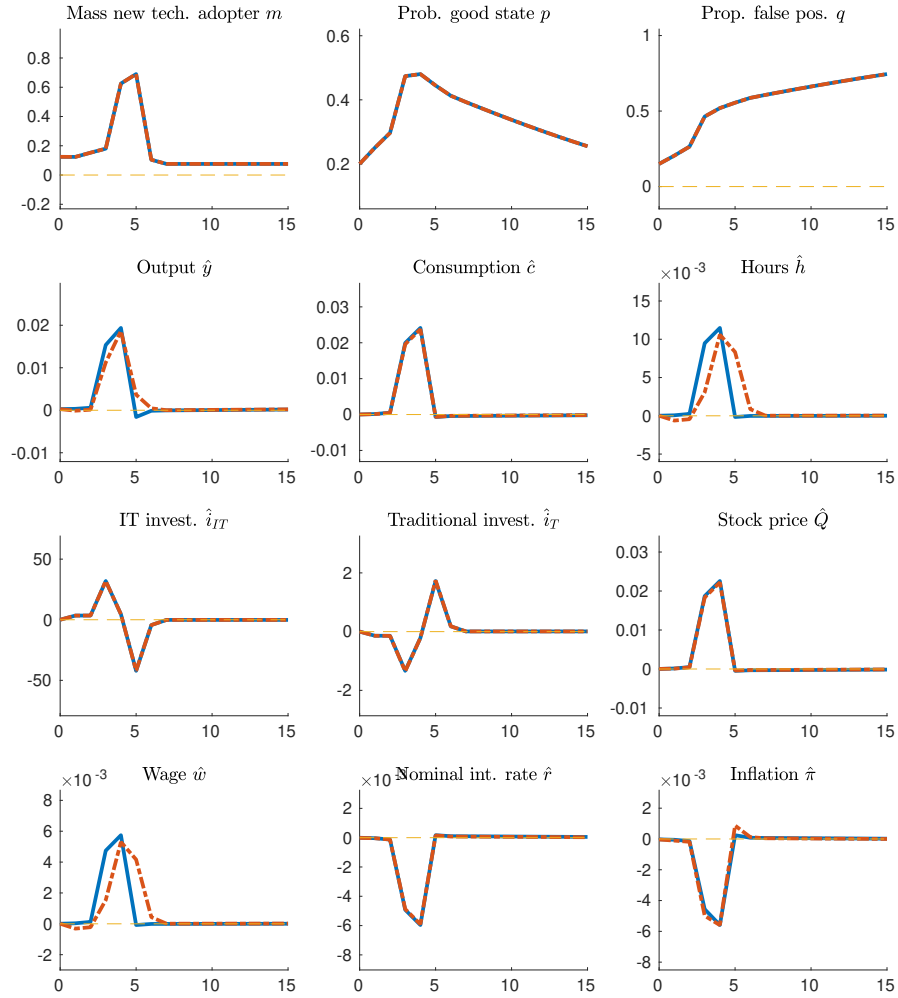 Mass new tech. adopter m
Prob. good state p
Prop. false pos. q
0.8
0.6
0.4
0.2
0
-0.2
0 5 10 15
0.6
0.4
0.2
0 5 10 15
1
0.5
0
0 5 10 15
Output ŷ
Consumption ĉ
×10⁻³ Hours ĥ
0.02
0.01
0
-0.01
0 5 10 15
0.03
0.02
0.01
0
-0.01
0 5 10 15
15
10
5
0
-5
0 5 10 15
IT invest. î_IT
Traditional invest. î_T
Stock price Q̂
50
0
-50
0 5 10 15
2
0
-2
0 5 10 15
0.03
0.02
0.01
0
-0.01
0 5 10 15
×10⁻³ Wage ŵ
×10⁻³ Nominal int. rate r̂
×10⁻³ Inflation π̂
8
6
4
2
0
-2
0 5 10 15
2
0
-2
-4
-6
-8
0 5 10 15
2
0
-2
-4
-6
-8
0 5 10 15